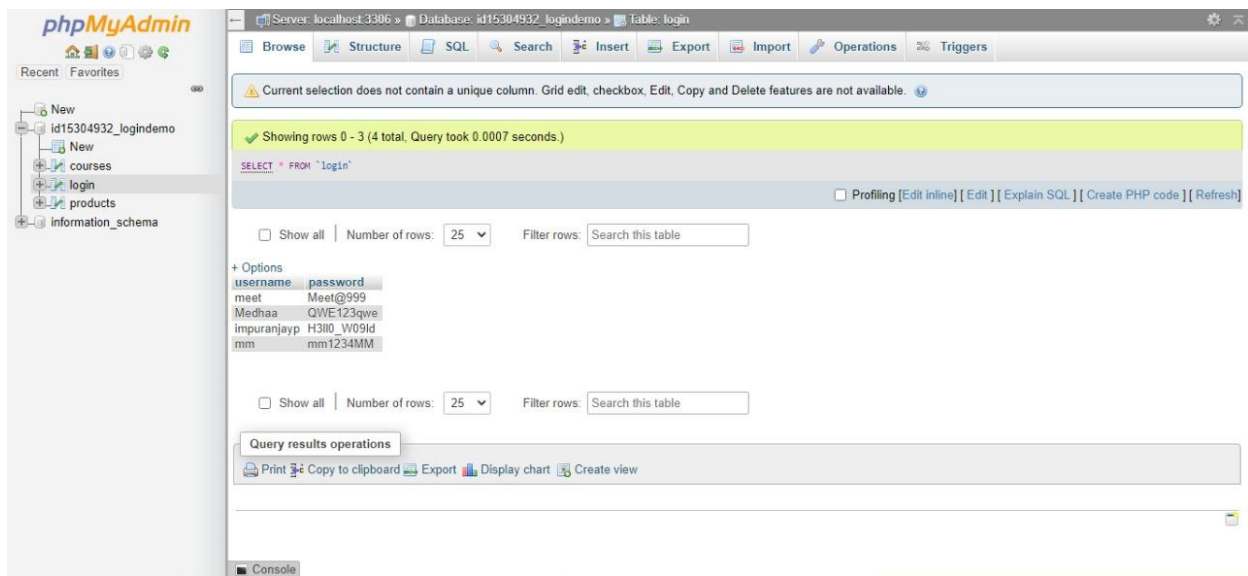 phpMyAdmin
Recent Favorites
New
id15304932_logindemo
New
courses
login
products
information_schema
Server: localhost:3306 » Database: id15304932_logindemo » Table: login
Browse Structure SQL Search Insert Export Import Operations Triggers
Current selection does not contain a unique column. Grid edit, checkbox, Edit, Copy and Delete features are not available.
Showing rows 0 - 3 (4 total, Query took 0.0007 seconds.)
SELECT * FROM `login`
Profiling [Edit inline] [ Edit ] [ Explain SQL ] [ Create PHP code ] [ Refresh]
Show all | Number of rows: 25 Filter rows: Search this table
+ Options
username password
meet Meet@999
Medhaa QWE123qwe
impuranjayp H3ll0_W09ld
mm mm1234MM
Show all | Number of rows: 25 Filter rows: Search this table
Query results operations
Print Copy to clipboard Export Display chart Create view
Console